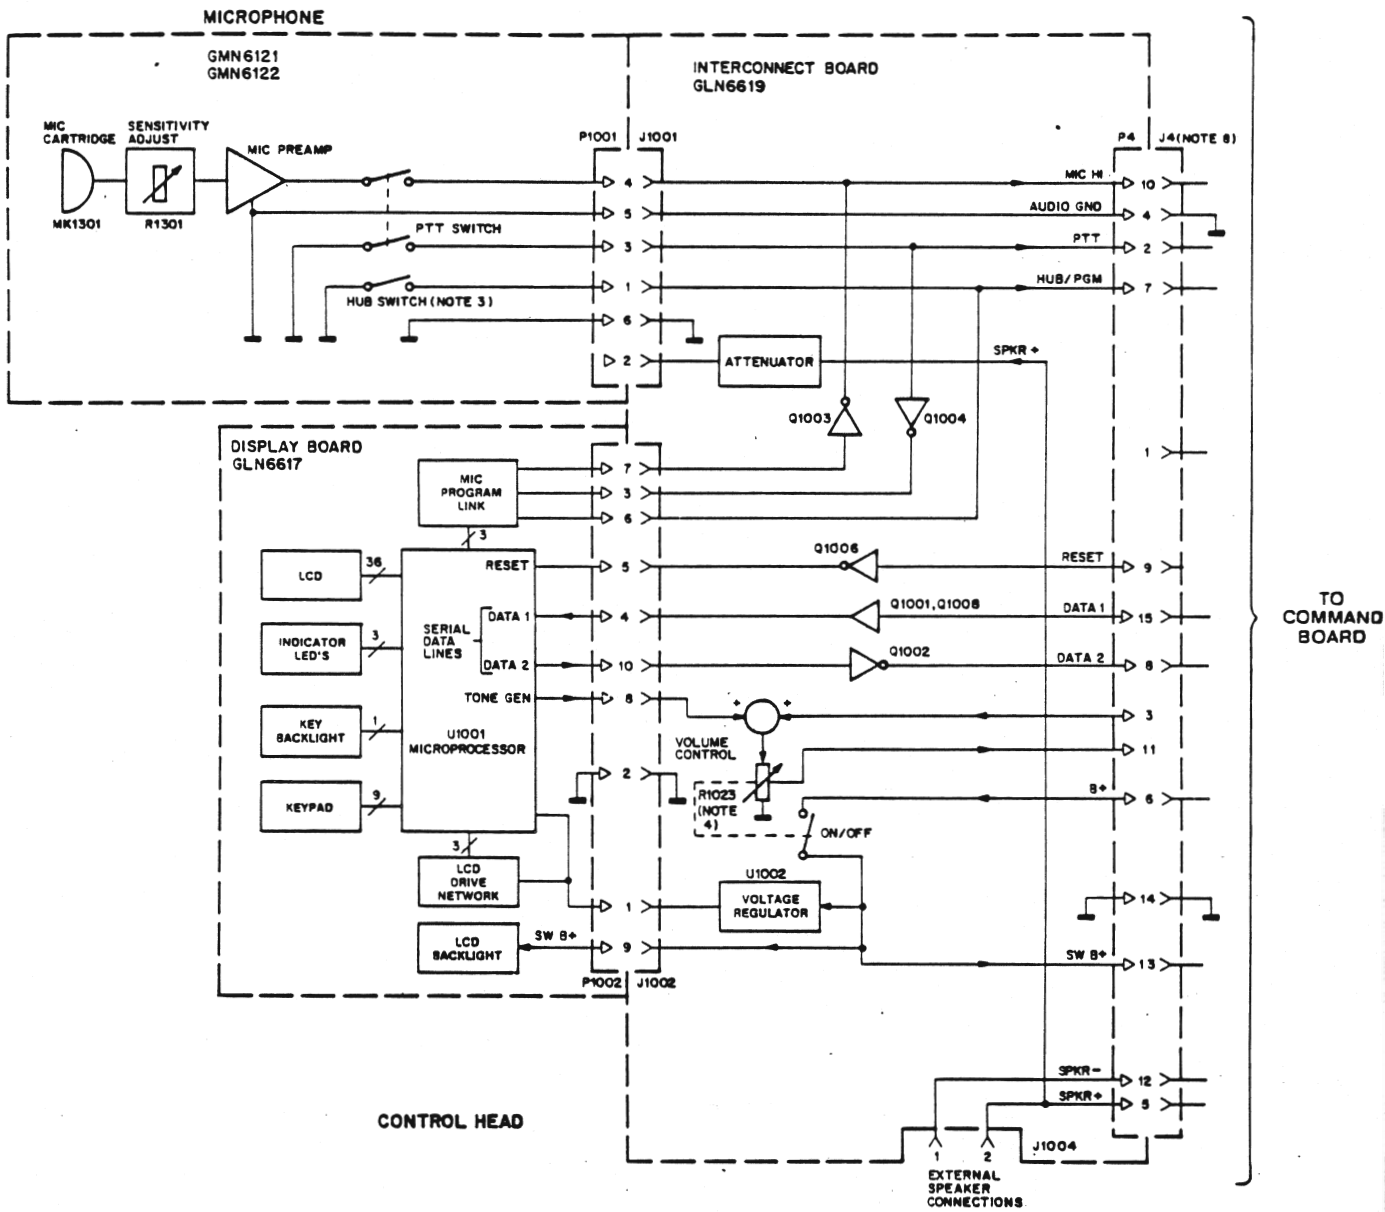 MICROPHONE
GMN6121
GMN6122
INTERCONNECT BOARD
GLN6619
MIC
CARTRIDGE
SENSITIVITY
ADJUST
MIC PREAMP
P1001
J1001
P4
J4(NOTE 8)
MK1301
R1301
4
MIC HI
10
5
AUDIO GND
4
PTT SWITCH
3
PTT
2
HUB SWITCH(NOTE 3)
1
HUB/PGM
7
6
2
ATTENUATOR
SPKR+
Q1003
Q1004
DISPLAY BOARD
GLN6617
1
MIC
PROGRAM
LINK
7
3
6
3
LCD
36
RESET
5
Q1006
RESET
9
INDICATOR
LED'S
3
SERIAL
DATA
LINES
DATA 1
4
Q1001,Q1008
DATA 1
15
DATA 2
10
Q1002
DATA 2
8
TONE GEN
8
+
+
3
KEY
BACKLIGHT
1
U1001
MICROPROCESSOR
VOLUME
CONTROL
11
KEYPAD
9
2
R1023
(NOTE
4)
B+
6
ON/OFF
3
LCD
DRIVE
NETWORK
1
U1002
VOLTAGE
REGULATOR
14
LCD
BACKLIGHT
SW B+
9
SW B+
13
P1002
J1002
SPKR-
12
SPKR+
5
CONTROL HEAD
J1004
1
2
EXTERNAL
SPEAKER
CONNECTIONS
TO
COMMAND
BOARD